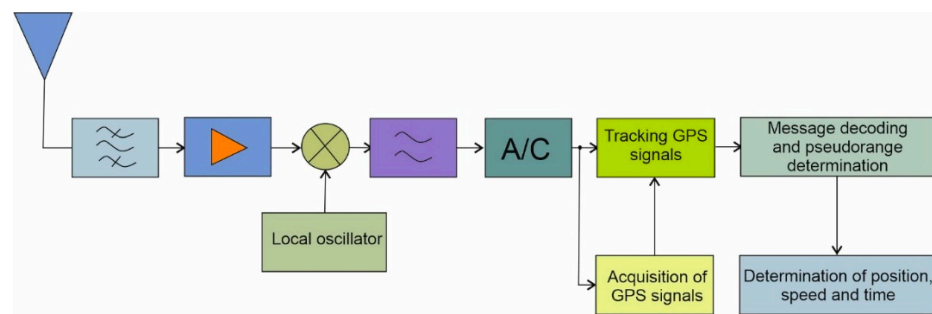 A/C
Tracking GPS
signals
Message decoding
and pseudorange
determination
Local oscillator
Acquisition of
GPS signals
Determination of position,
speed and time